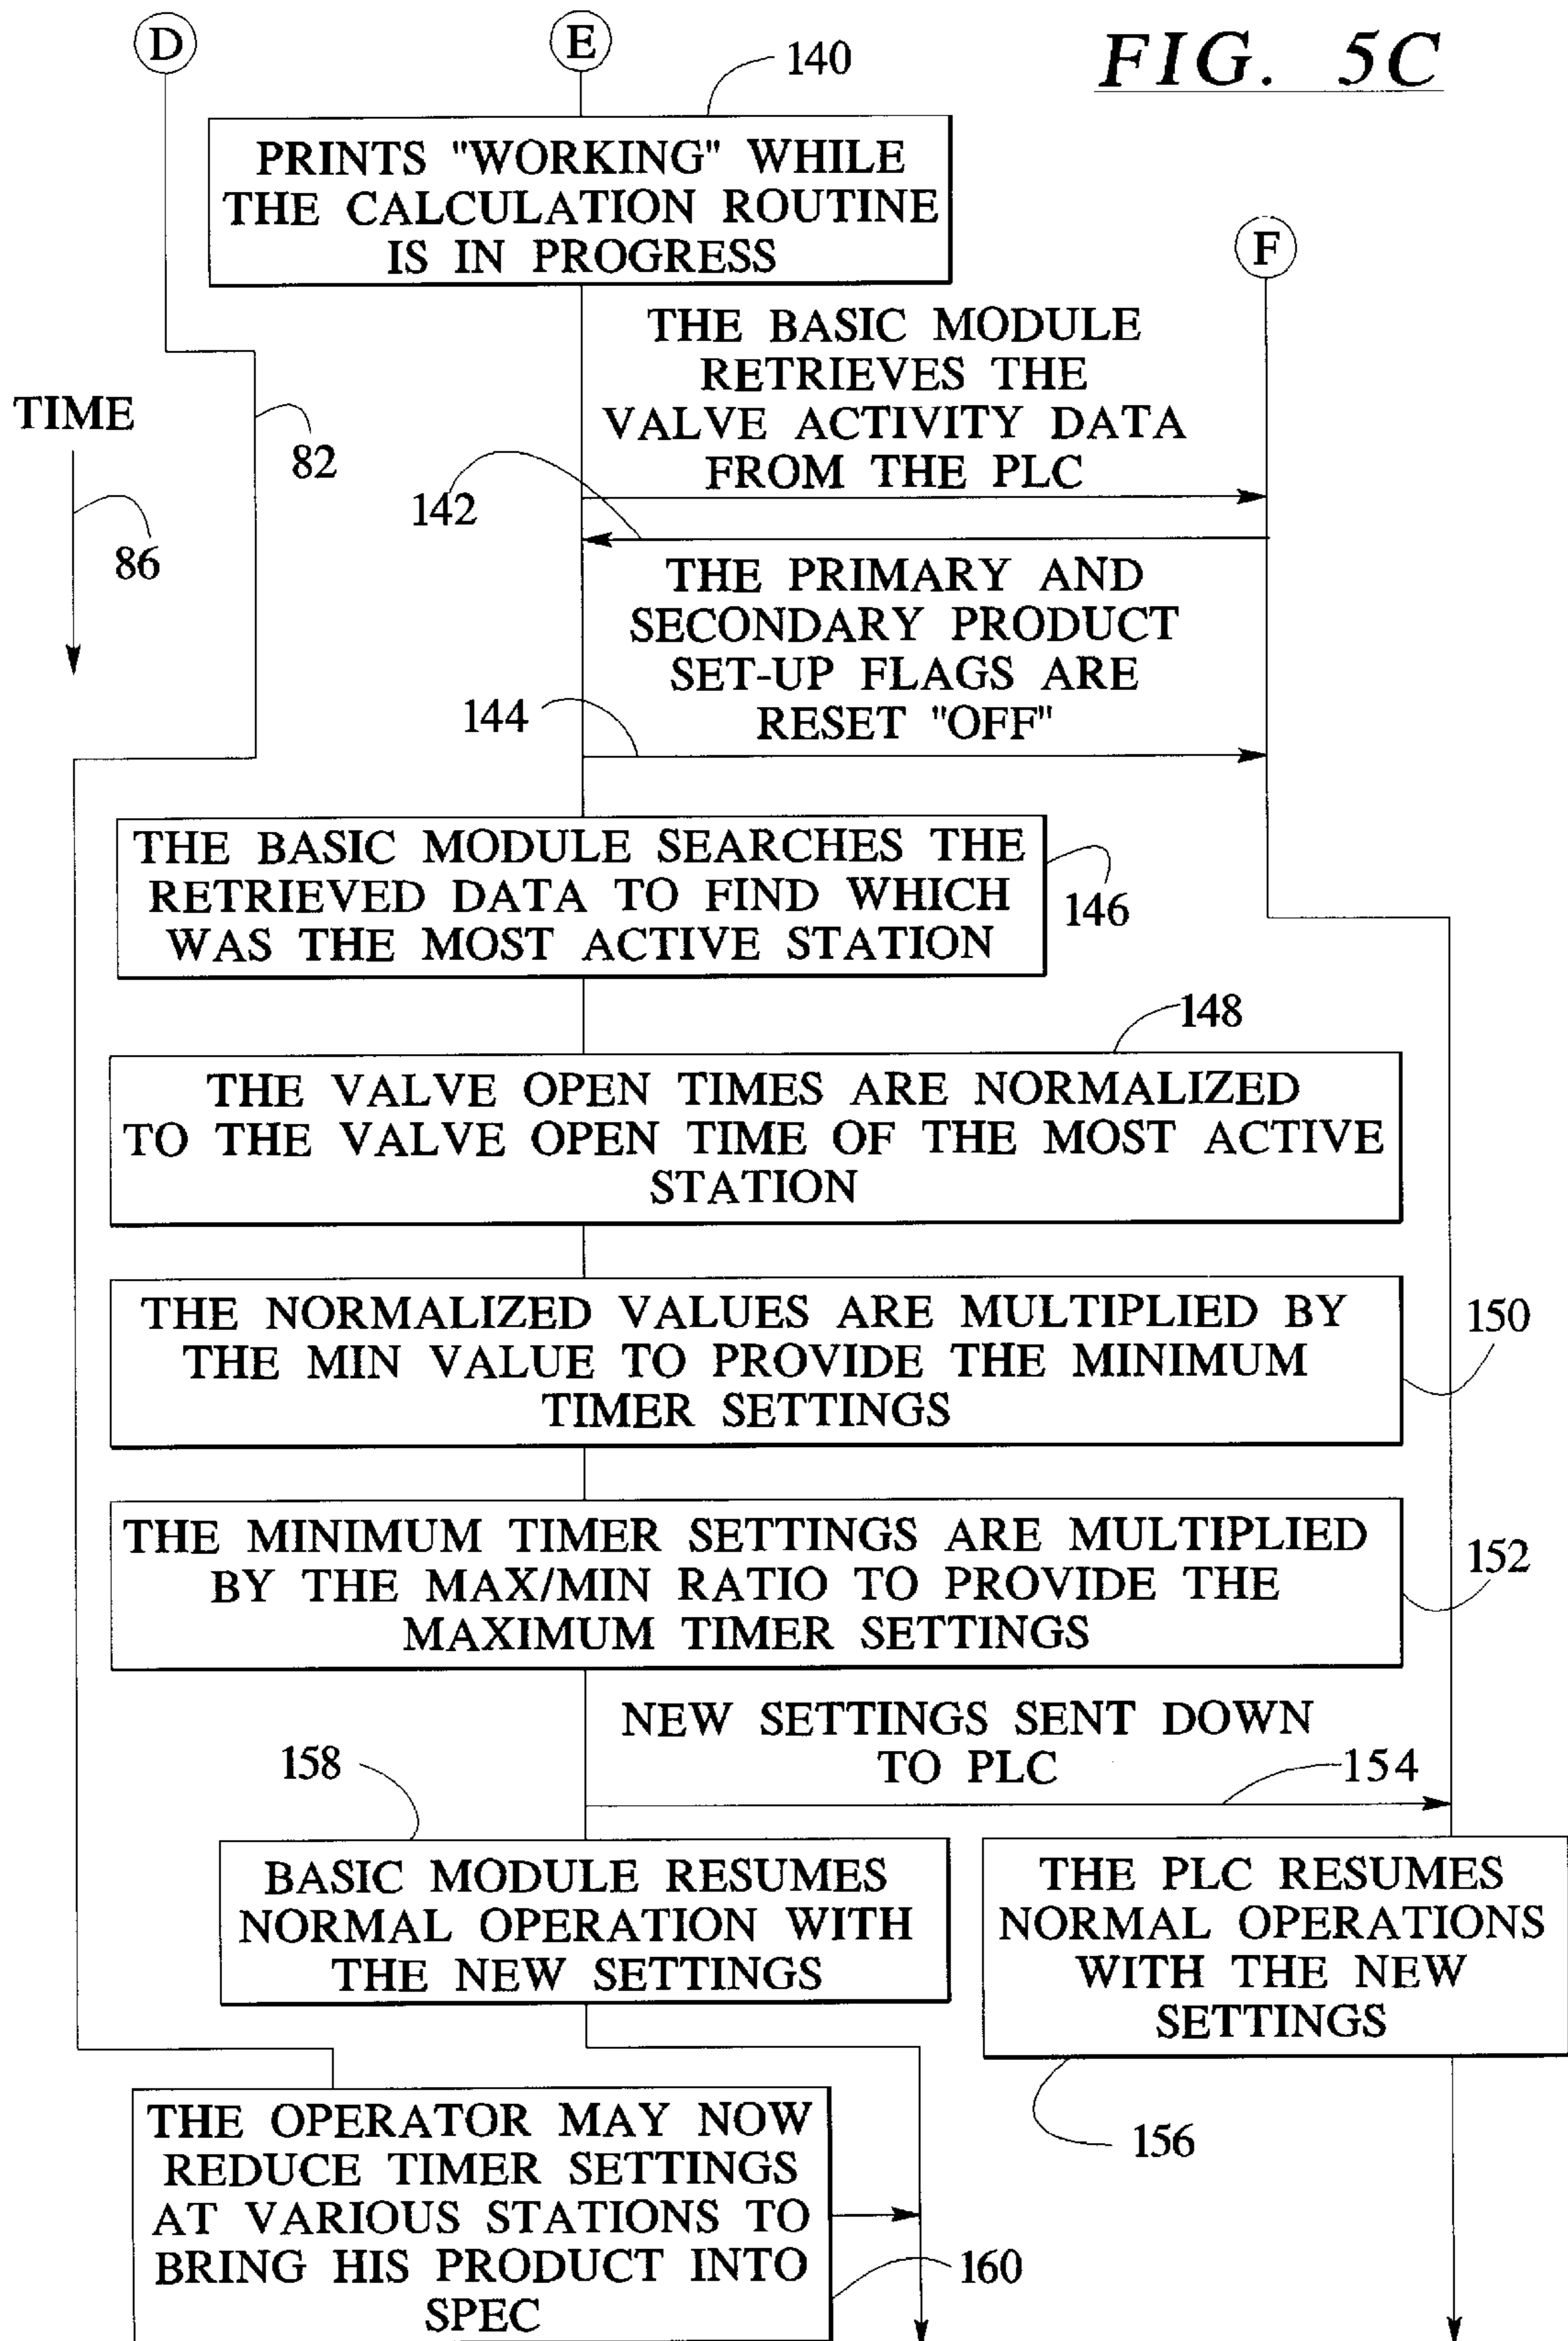 D
E
FIG. 5C
140
PRINTS "WORKING" WHILE
THE CALCULATION ROUTINE
IS IN PROGRESS
F
THE BASIC MODULE
RETRIEVES THE
VALVE ACTIVITY DATA
FROM THE PLC
TIME
82
142
86
THE PRIMARY AND
SECONDARY PRODUCT
SET-UP FLAGS ARE
RESET "OFF"
144
THE BASIC MODULE SEARCHES THE
RETRIEVED DATA TO FIND WHICH
WAS THE MOST ACTIVE STATION
146
148
THE VALVE OPEN TIMES ARE NORMALIZED
TO THE VALVE OPEN TIME OF THE MOST ACTIVE
STATION
THE NORMALIZED VALUES ARE MULTIPLIED BY
THE MIN VALUE TO PROVIDE THE MINIMUM
TIMER SETTINGS
150
THE MINIMUM TIMER SETTINGS ARE MULTIPLIED
BY THE MAX/MIN RATIO TO PROVIDE THE
MAXIMUM TIMER SETTINGS
152
NEW SETTINGS SENT DOWN
TO PLC
158
154
BASIC MODULE RESUMES
NORMAL OPERATION WITH
THE NEW SETTINGS
THE PLC RESUMES
NORMAL OPERATIONS
WITH THE NEW
SETTINGS
156
THE OPERATOR MAY NOW
REDUCE TIMER SETTINGS
AT VARIOUS STATIONS TO
BRING HIS PRODUCT INTO
SPEC
160